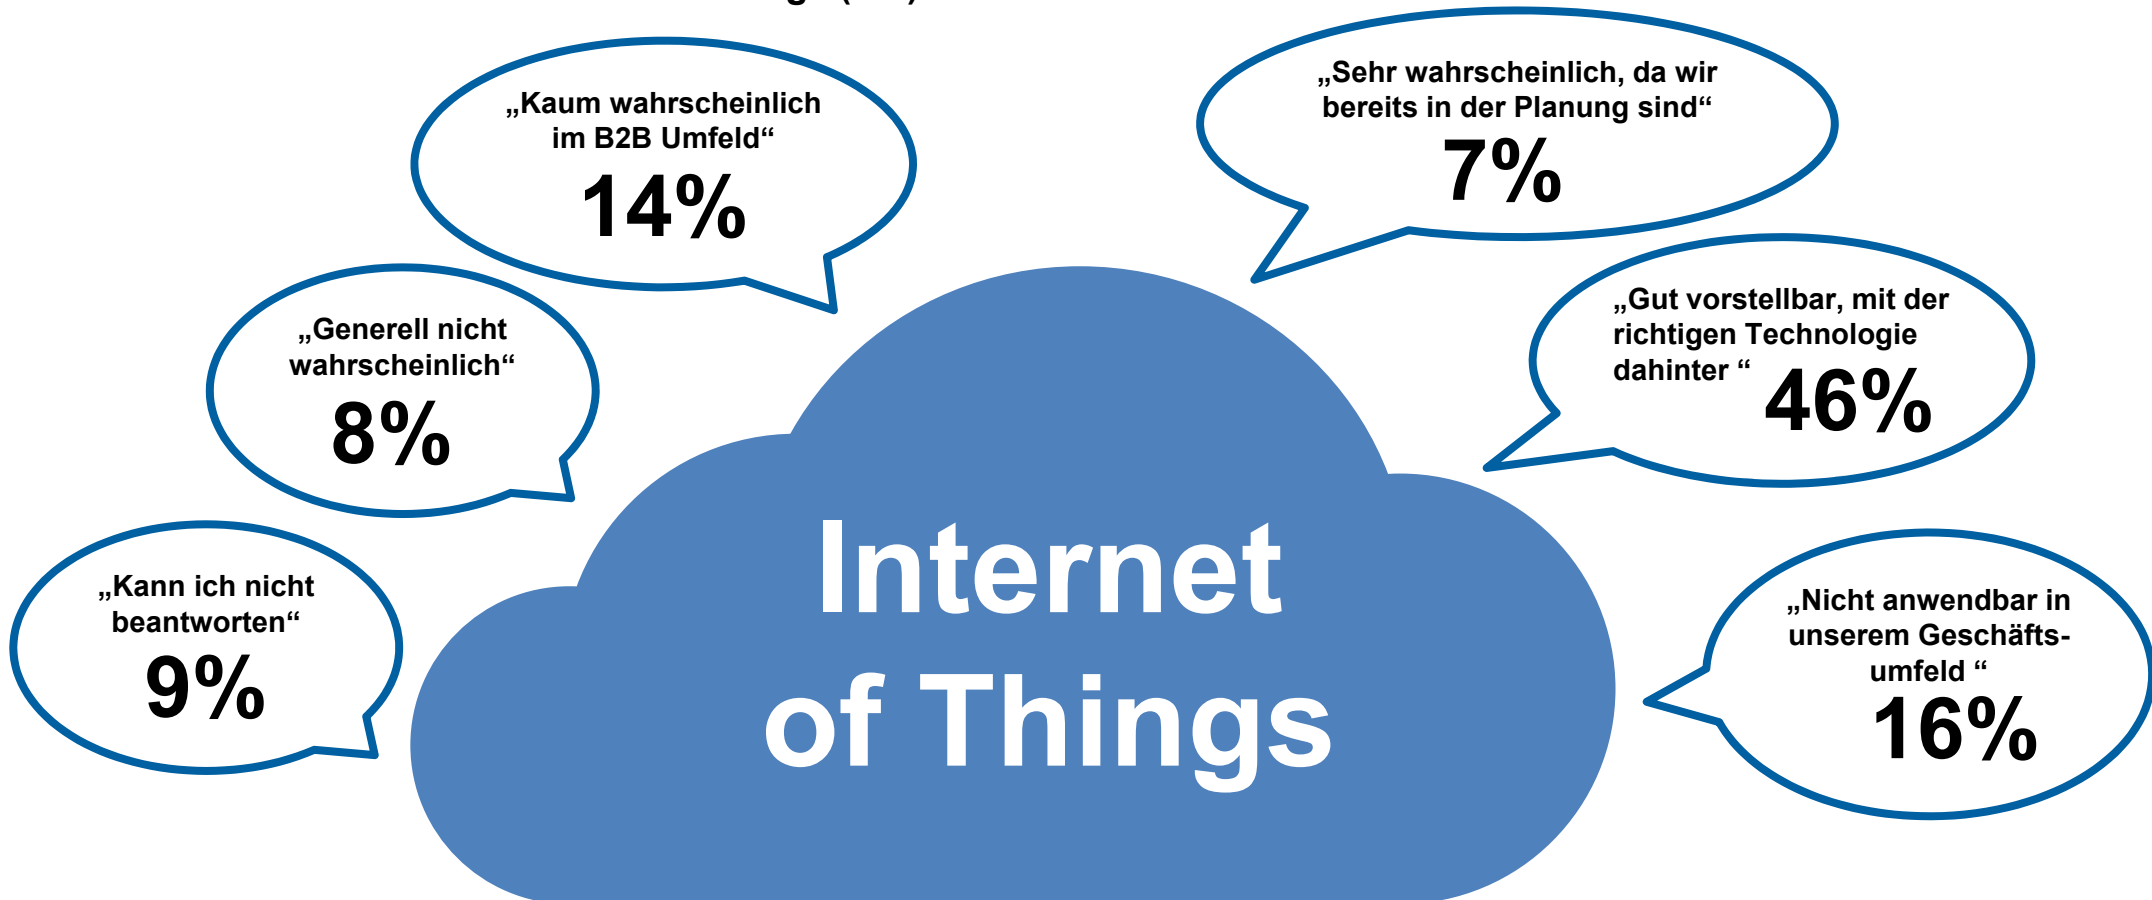 „Kaum wahrscheinlich
im B2B Umfeld“
14%
„Sehr wahrscheinlich, da wir
bereits in der Planung sind“
7%
„Generell nicht
wahrscheinlich“
8%
„Gut vorstellbar, mit der
richtigen Technologie
dahinter “
46%
„Kann ich nicht
beantworten“
9%
Internet
of Things
„Nicht anwendbar in
unserem Geschäfts-
umfeld “
16%